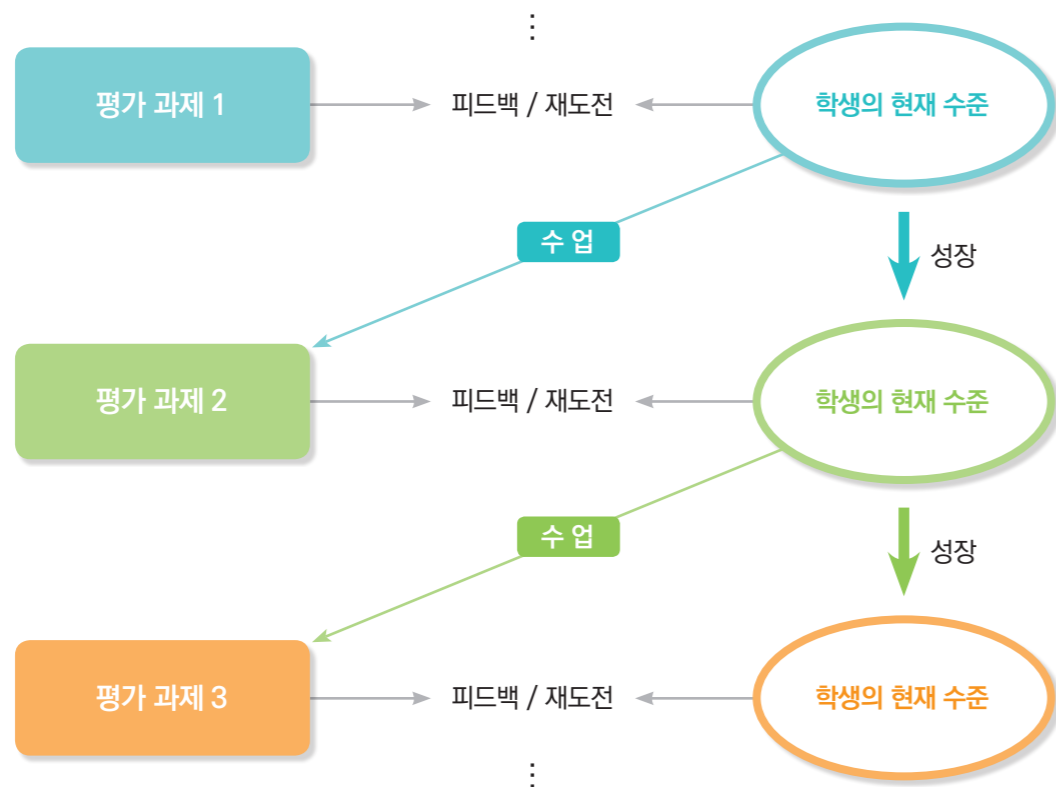 ⋮
평가 과제 1
피드백 / 재도전
학생의 현재 수준
수 업
성장
평가 과제 2
피드백 / 재도전
학생의 현재 수준
수 업
성장
평가 과제 3
피드백 / 재도전
학생의 현재 수준
⋮